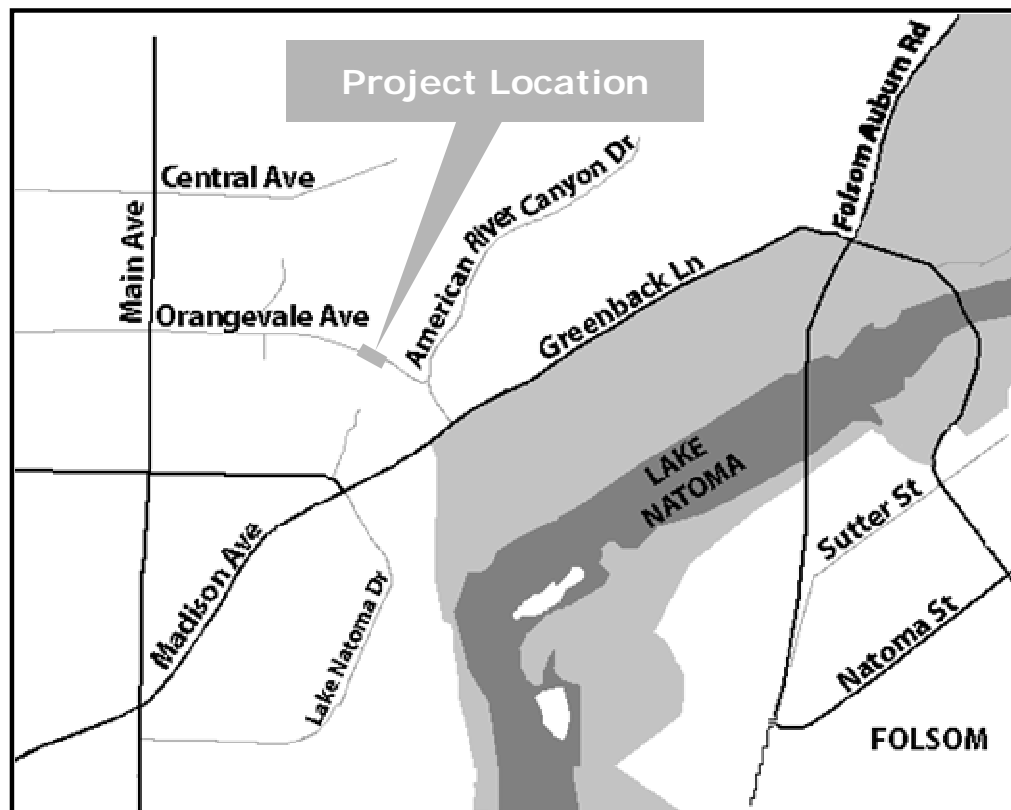 Project Location
Folsom Auburn Rd
Central Ave
American River Canyon Dr
Main Ave
Greenback Ln
Orangevale Ave
LAKE
NATOMA
Sutter St
Madison Ave
Lake Natoma Dr
Natoma St
FOLSOM